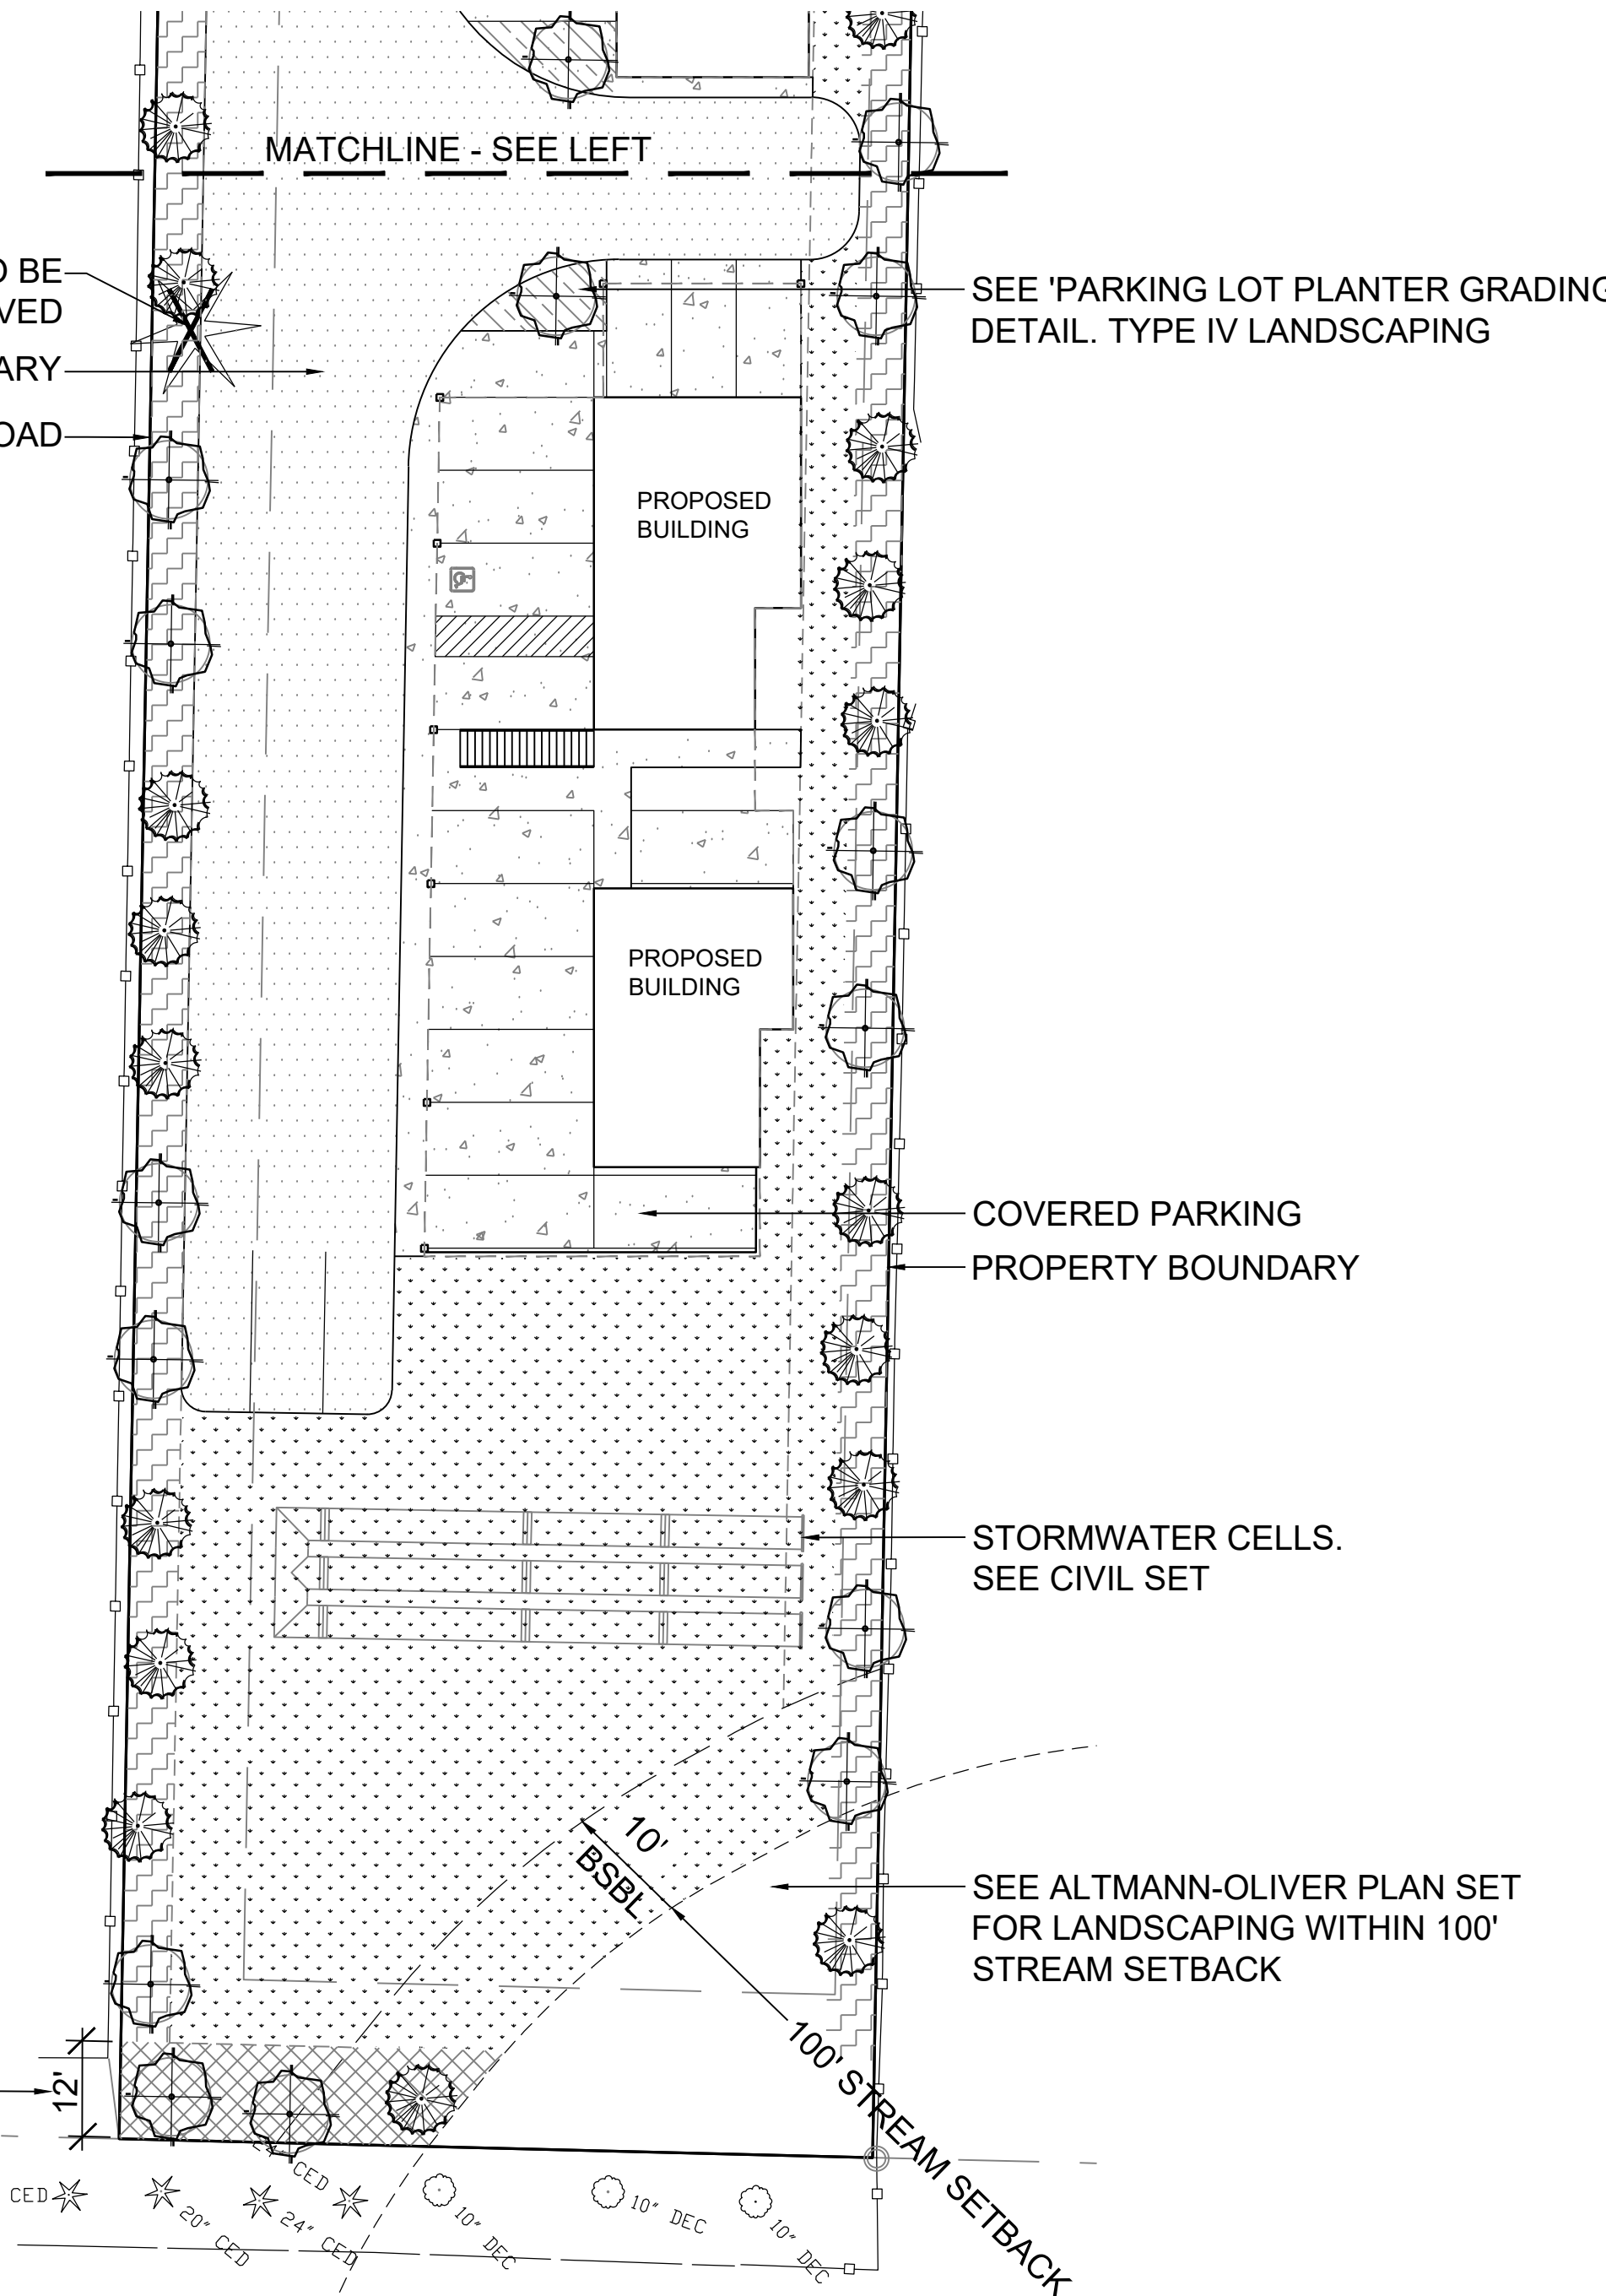 MATCHLINE - SEE LEFT
BE
VED
ARY
OAD
SEE 'PARKING LOT PLANTER GRADING
DETAIL. TYPE IV LANDSCAPING
PROPOSED
BUILDING
PROPOSED
BUILDING
COVERED PARKING
PROPERTY BOUNDARY
STORMWATER CELLS.
SEE CIVIL SET
10'
BSBL
SEE ALTMANN-OLIVER PLAN SET
FOR LANDSCAPING WITHIN 100'
STREAM SETBACK
100' STREAM SETBACK
12'
CED
20" CED
24" CED
CED
10" DEC
10" DEC
10" DEC